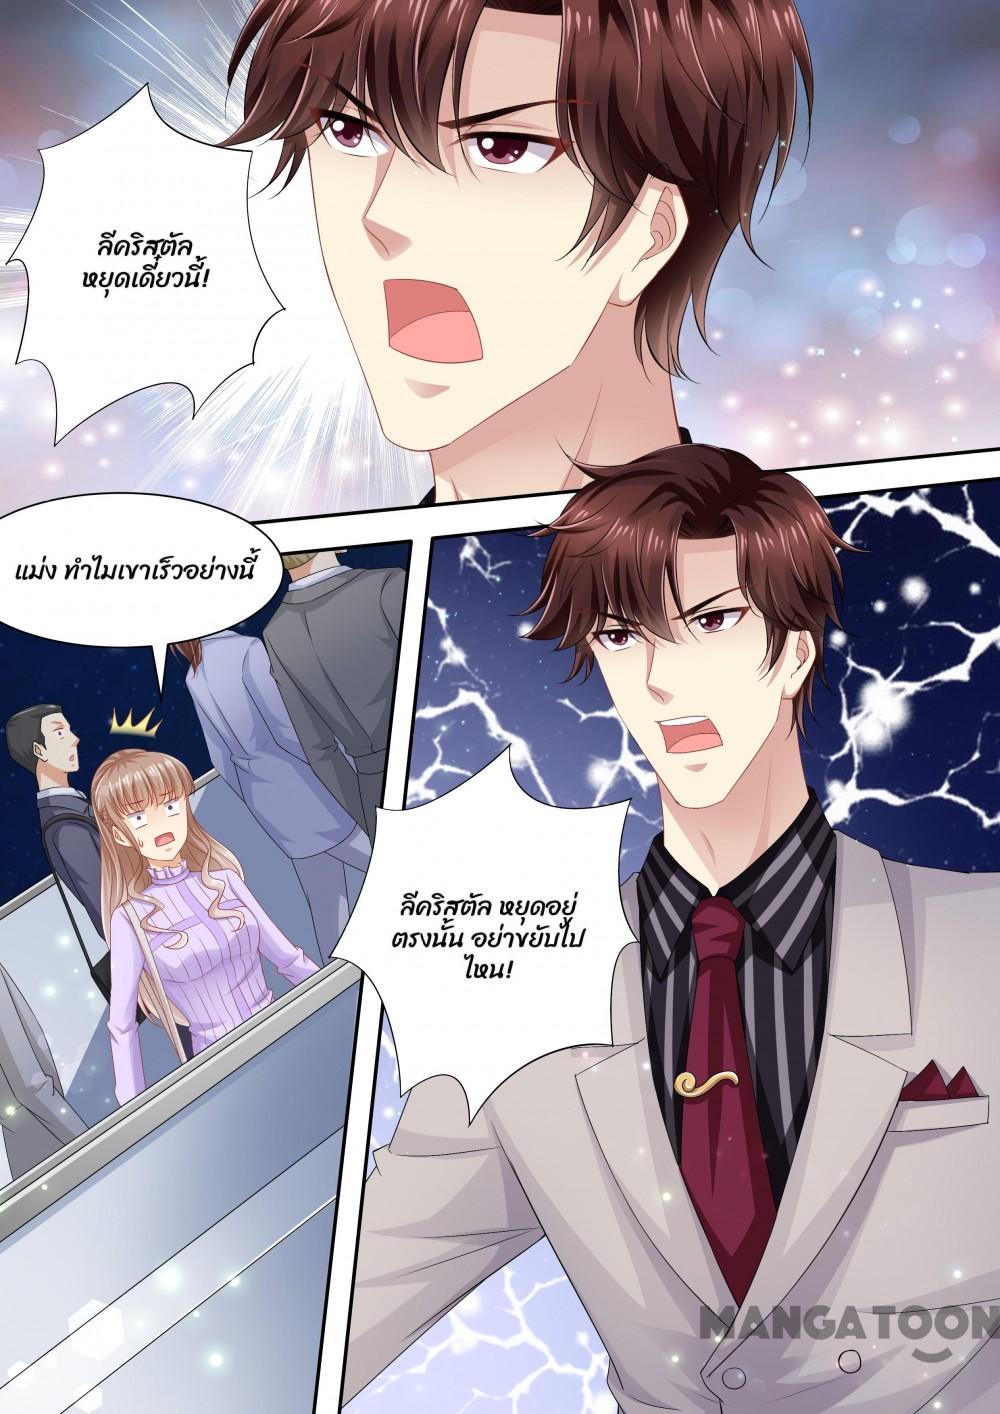 ลีคริสตัล
หยุดเดี๋ยวนี้!
แม่ง ทำไมเขาเร็วอย่างนี้
ลีคริสตัล หยุดอยู่
ตรงนั้น อย่าขยับไป
ไหน!
MANGATOON